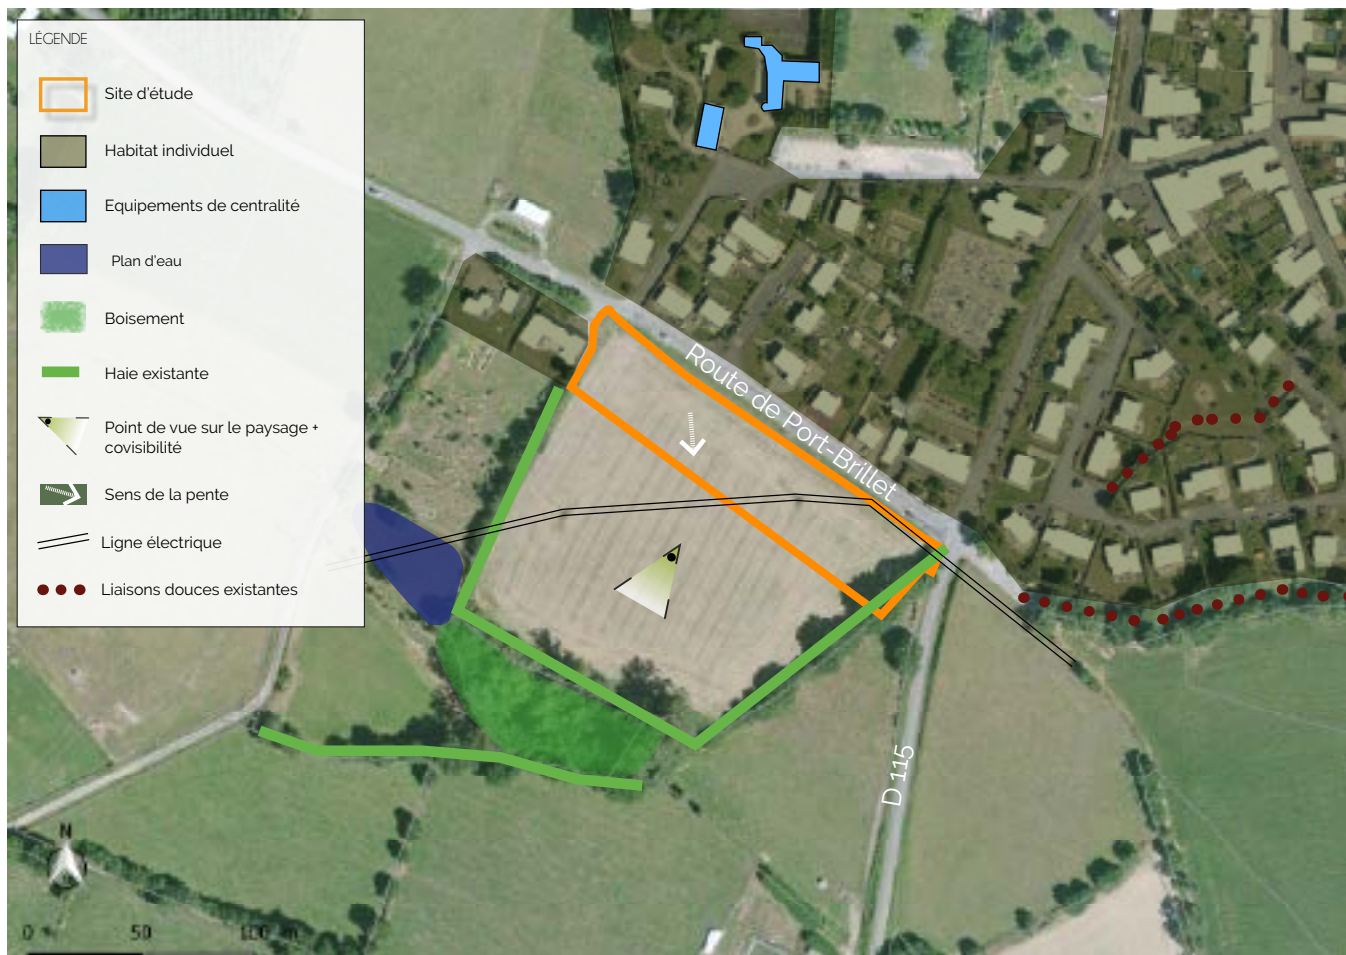 LÉGENDE
Site d'étude
Habitat individuel
Equipements de centralité
Plan d'eau
Boisement
Haie existante
Point de vue sur le paysage +
covisibilité
Sens de la pente
Ligne électrique
Liaisons douces existantes
Route de Port-Brillet
D 115
N
0 50 100 m